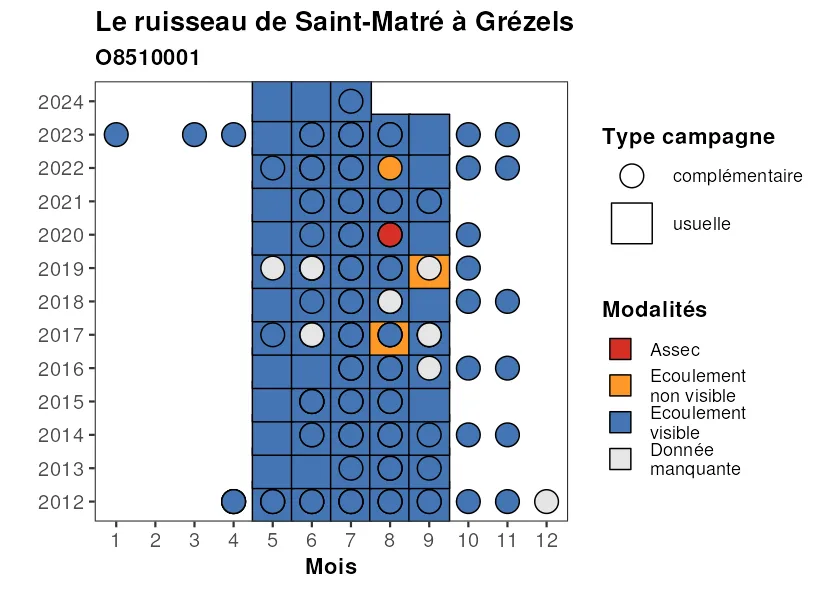 Le ruisseau de Saint-Matré à Grézels
O8510001
2024
2023
2022
2021
2020
2019
2018
2017
2016
2015
2014
2013
2012
1 2 3 4 5 6 7 8 9 10 11 12
Mois
Type campagne
complémentaire
usuelle
Modalités
Assec
Ecoulement
non visible
Ecoulement
visible
Donnée
manquante